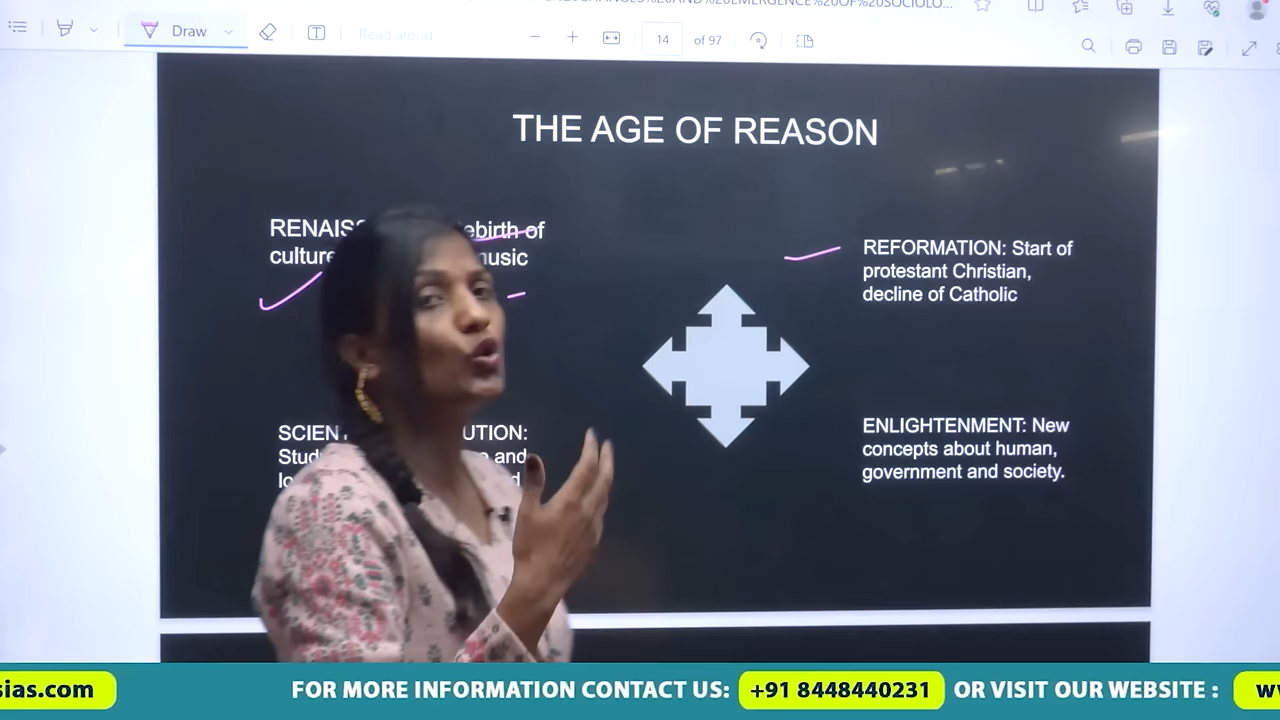 Draw
Read aloud
14 of 97
THE AGE OF REASON
ebirth of
culture
music
REFORMATION: Start of
protestant Christian,
decline of Catholic
SCIEN UTION:
and
ENLIGHTENMENT: New
concepts about human,
government and society.
sias.com FOR MORE INFORMATION CONTACT US: +91 8448440231 OR VISIT OUR WEBSITE :